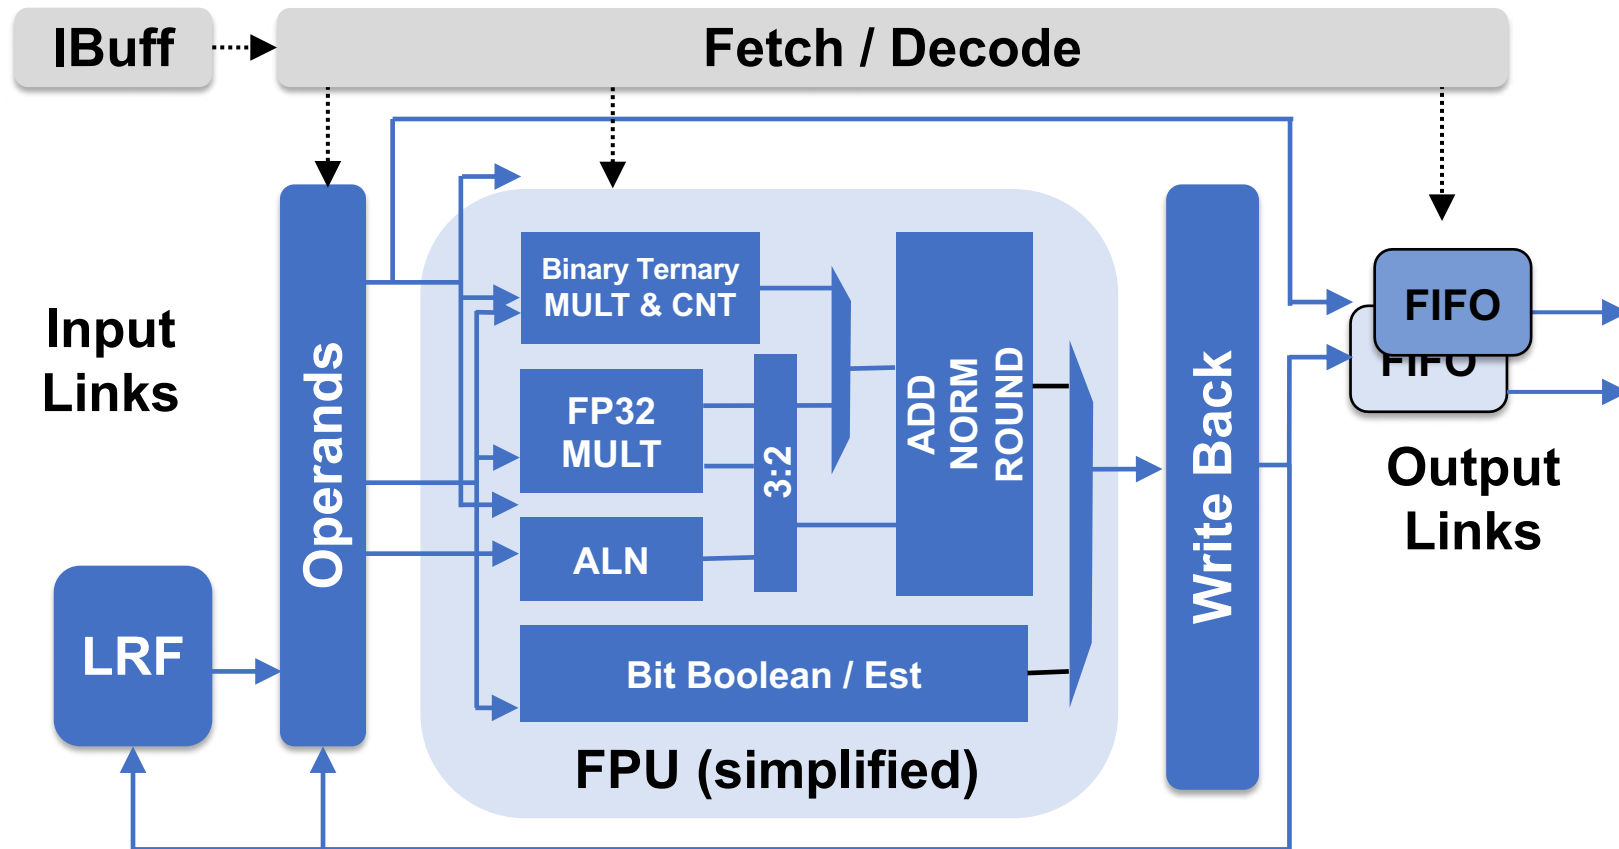 IBuff
Fetch / Decode
Input
Links
Operands
LRF
Binary Ternary
MULT & CNT
FP32
MULT
ALN
3:2
ADD
NORM
ROUND
Bit Boolean / Est
FPU (simplified)
Write Back
FIFO
FIFO
Output
Links